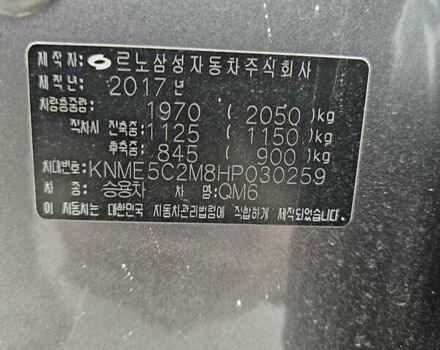 제작자: 르노삼성자동차주식회사
제작년: 2017년
차량총중량: 1970 ( 2050)kg
적차시 전축중: 1125 ( 1150)kg
후축중: 845 ( 900)kg
차대번호: KNME5C2M8HP030259
차 종: 승용차 차 명: QM6
이 자동차는 대한민국 자동차관리법령에 적합하게 제작되었습니다.